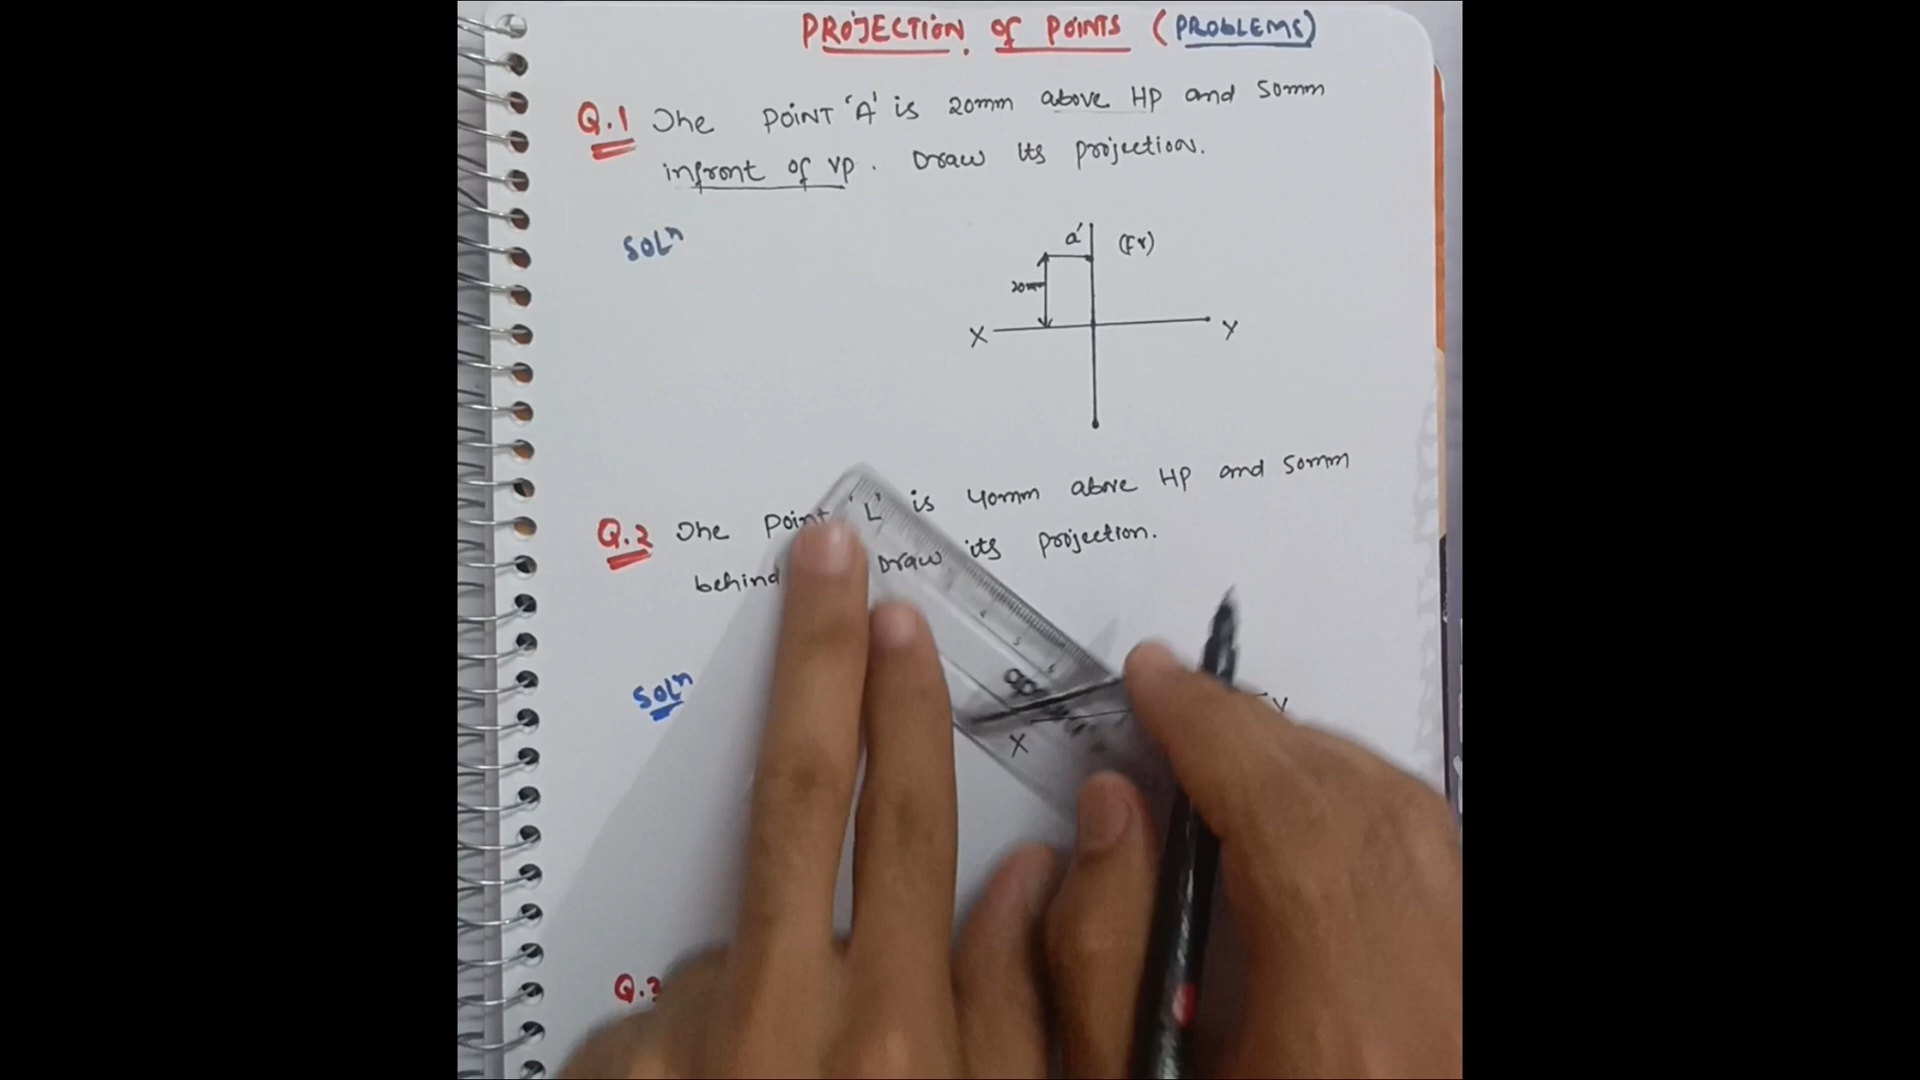 PROJECTION OF POINTS (PROBLEMS)
Q.1 The POINT 'A' is 20mm above HP and 50mm
infront of VP. Draw its projection.
SOLⁿ
a' (FV)
20mm
X Y
Q.2 The Point 'L' is 40mm above HP and 50mm
behind Draw its projection.
SOLⁿ
X Y
Q.3